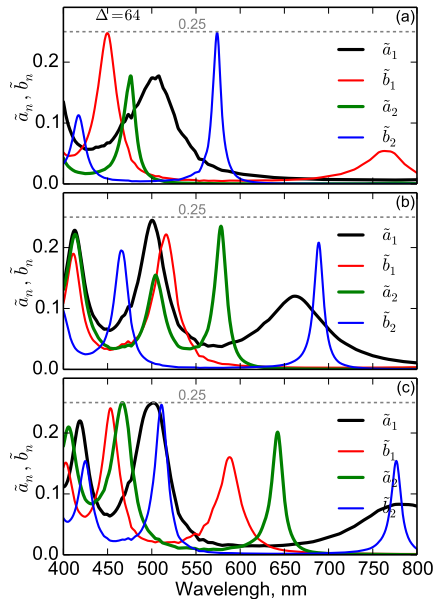 Δ=64
0.25
(a)
ã₁
b̃₁
ã₂
b̃₂
0.2
0.1
0.0
ãₙ, b̃ₙ
0.25
(b)
ã₁
b̃₁
ã₂
b̃₂
0.2
0.1
0.0
ãₙ, b̃ₙ
0.25
(c)
ã₁
b̃₁
ã₂
b̃₂
0.2
0.1
0.0
ãₙ, b̃ₙ
400 450 500 550 600 650 700 750 800
Wavelengh, nm